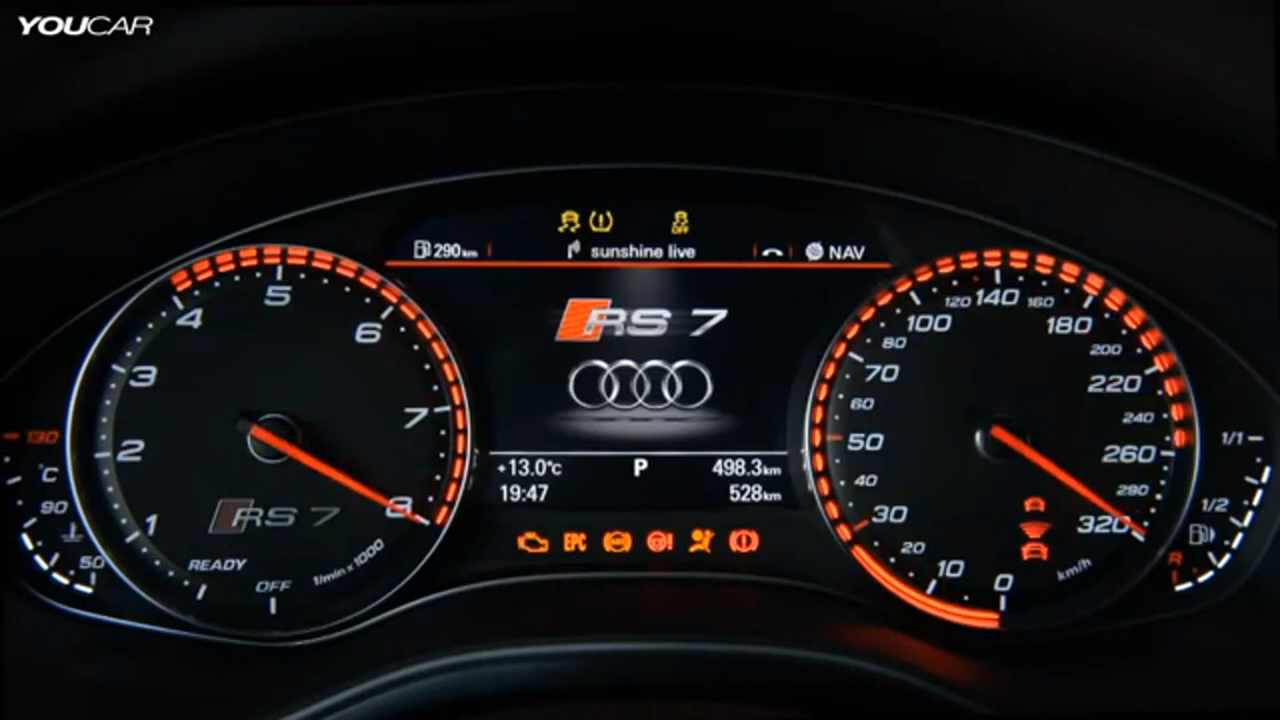 YOUCAR
OFF
290km sunshine live NAV
RS 7
+13.0°C P 498.3km
19:47 528km
EPC
1 2 3 4 5 6 7 8
RS 7
READY
OFF
1/min x 1000
130
°C
90
50
0 10 20 30 40 50 60 70 80 100 120 140 160 180 200 220 240 260 290 320
km/h
1/1
1/2
R